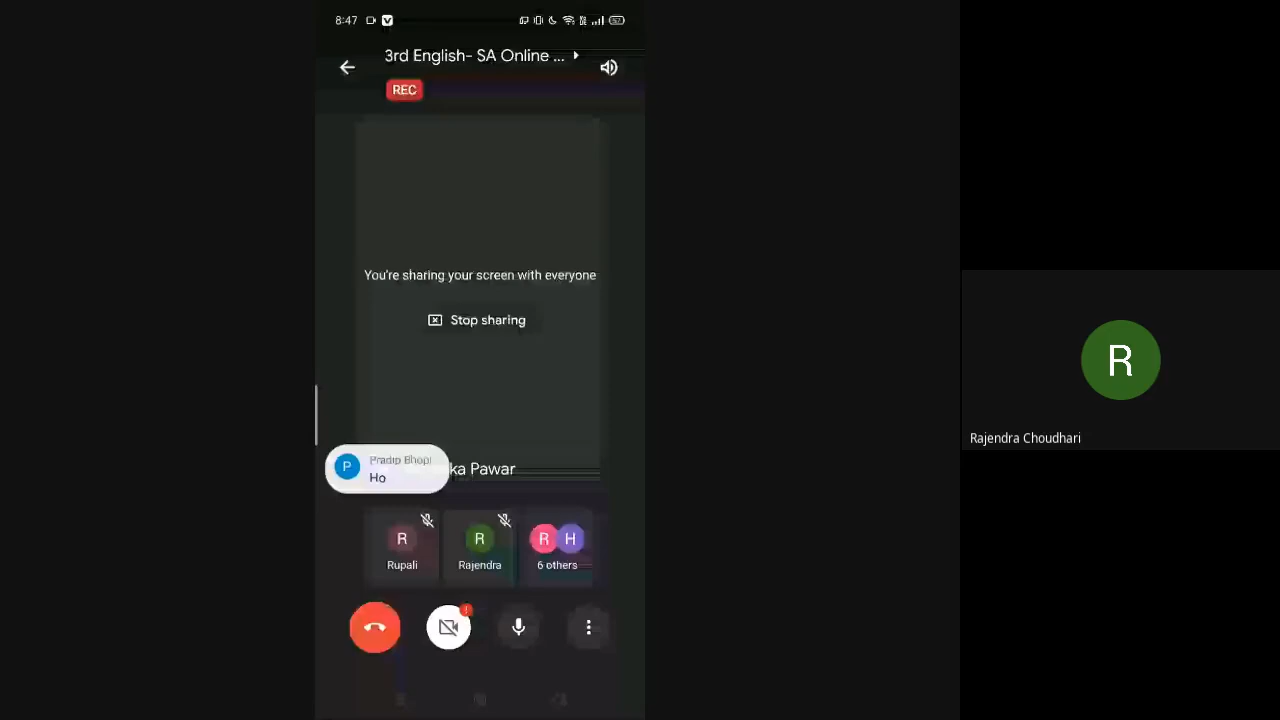 8:47
3rd English- SA Online ...
REC
You're sharing your screen with everyone
Stop sharing
P Pradip Bhopi
Ho
ka Pawar
R R R H
Rupali Rajendra 6 others
!
R
Rajendra Choudhari